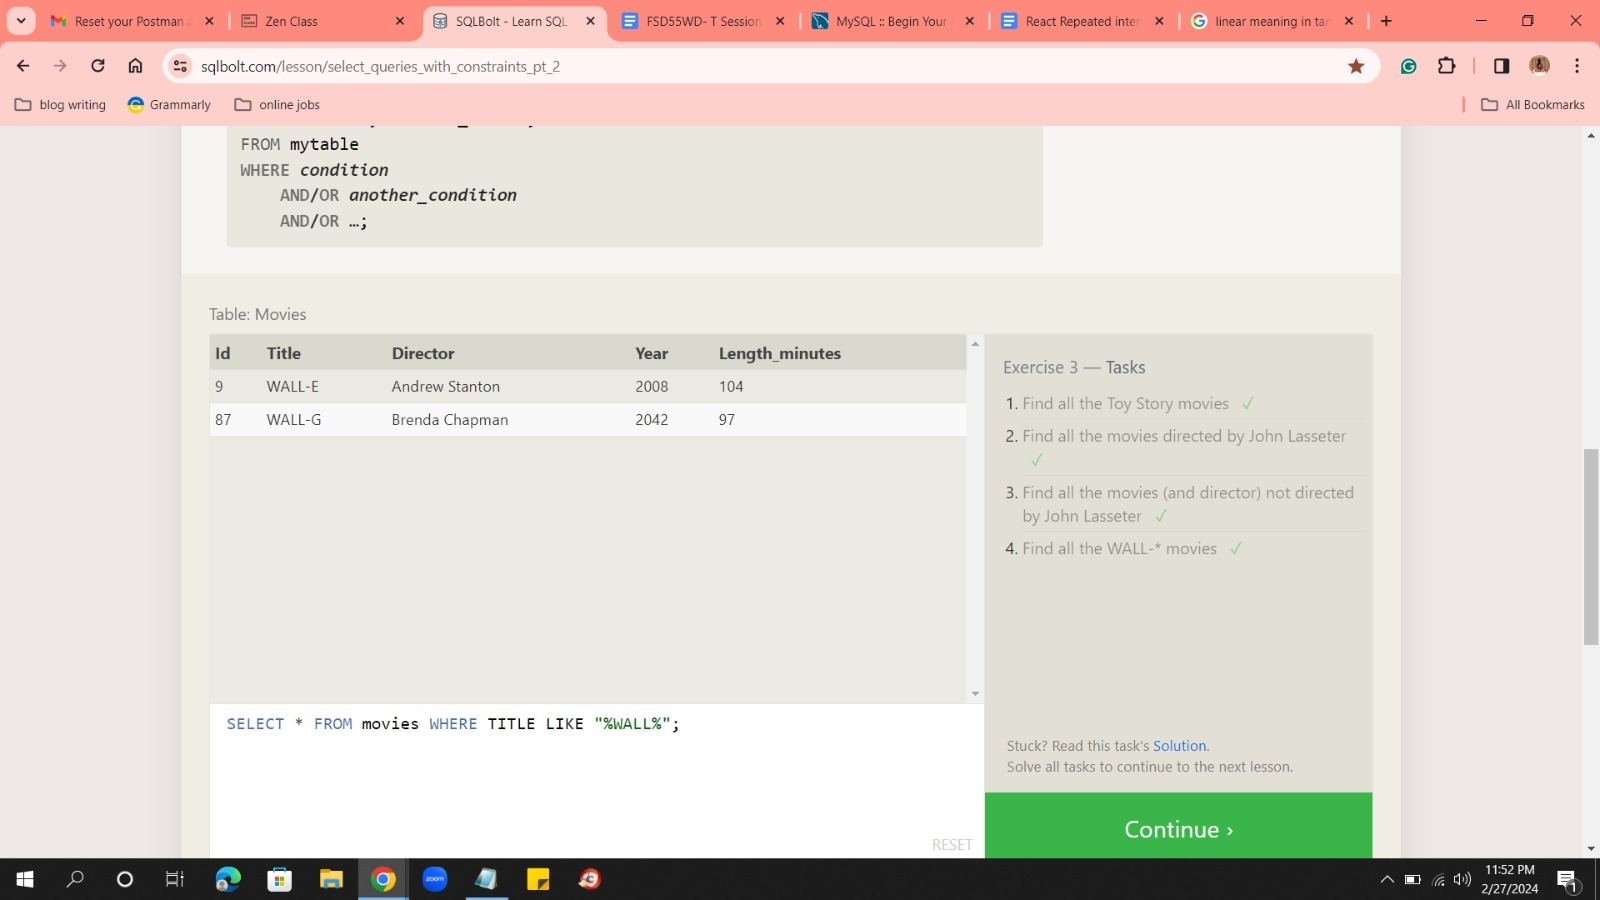 Reset your Postman a
Zen Class
SQLBolt - Learn SQL
FSD55WD- T Session
MySQL :: Begin Your
React Repeated inter
linear meaning in tam
sqlbolt.com/lesson/select_queries_with_constraints_pt_2
blog writing
Grammarly
online jobs
All Bookmarks
FROM mytable
WHERE condition
AND/OR another_condition
AND/OR …;
Table: Movies
Id Title Director Year Length_minutes
9 WALL-E Andrew Stanton 2008 104
87 WALL-G Brenda Chapman 2042 97
Exercise 3 — Tasks
1. Find all the Toy Story movies ✓
2. Find all the movies directed by John Lasseter
✓
3. Find all the movies (and director) not directed
by John Lasseter ✓
4. Find all the WALL-* movies ✓
SELECT * FROM movies WHERE TITLE LIKE "%WALL%";
Stuck? Read this task's Solution.
Solve all tasks to continue to the next lesson.
RESET
Continue ›
zoom
11:52 PM
2/27/2024
1